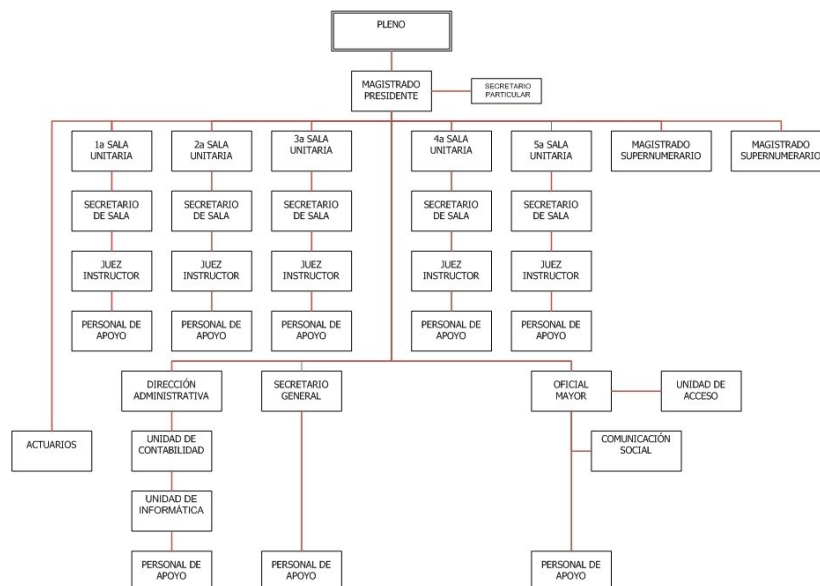 PLENO
MAGISTRADO
PRESIDENTE
SECRETARIO
PARTICULAR
1a SALA
UNITARIA
2a SALA
UNITARIA
3a SALA
UNITARIA
4a SALA
UNITARIA
5a SALA
UNITARIA
MAGISTRADO
SUPERNUMERARIO
MAGISTRADO
SUPERNUMERARIO
SECRETARIO
DE SALA
SECRETARIO
DE SALA
SECRETARIO
DE SALA
SECRETARIO
DE SALA
SECRETARIO
DE SALA
JUEZ
INSTRUCTOR
JUEZ
INSTRUCTOR
JUEZ
INSTRUCTOR
JUEZ
INSTRUCTOR
JUEZ
INSTRUCTOR
PERSONAL DE
APOYO
PERSONAL DE
APOYO
PERSONAL DE
APOYO
PERSONAL DE
APOYO
PERSONAL DE
APOYO
DIRECCIÓN
ADMINISTRATIVA
SECRETARIO
GENERAL
OFICIAL
MAYOR
UNIDAD DE
ACCESO
ACTUARIOS
UNIDAD DE
CONTABILIDAD
COMUNICACIÓN
SOCIAL
UNIDAD DE
INFORMÁTICA
PERSONAL DE
APOYO
PERSONAL DE
APOYO
PERSONAL DE
APOYO